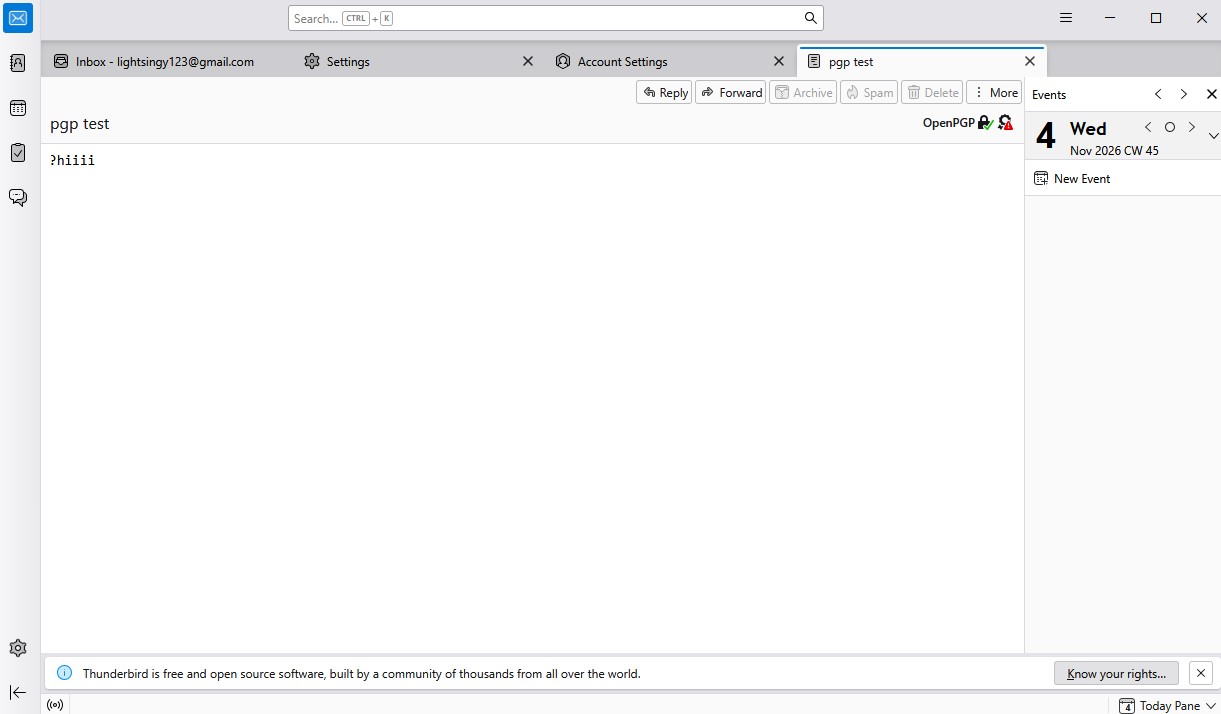 Search... CTRL + K
Inbox - lightsingy123@gmail.com
Settings
Account Settings
pgp test
Reply
Forward
Archive
Spam
Delete
More
pgp test
OpenPGP
?hiiii
Events
4 Wed
Nov 2026 CW 45
New Event
Thunderbird is free and open source software, built by a community of thousands from all over the world.
Know your rights...
4 Today Pane